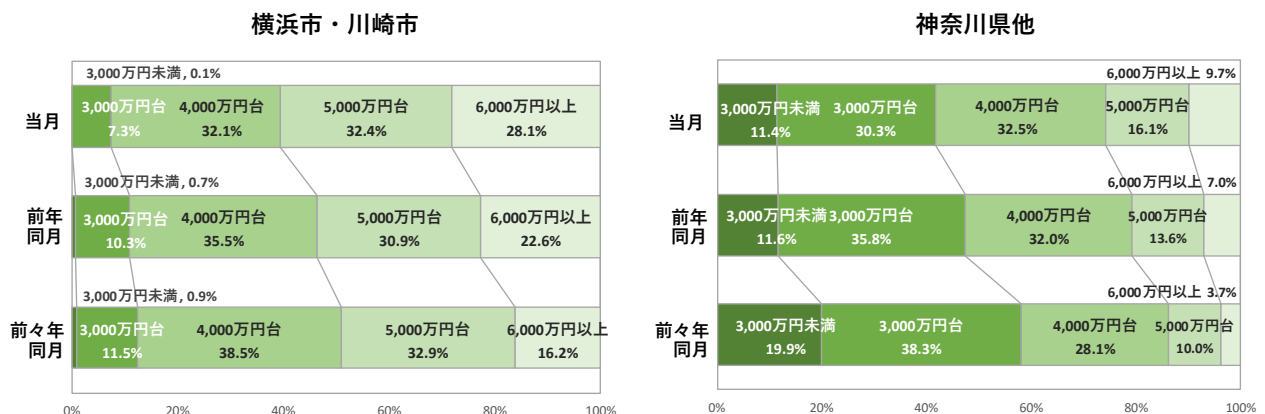 横浜市・川崎市
3,000万円未満, 0.1%
当月
3,000万円台 4,000万円台 5,000万円台 6,000万円以上
7.3% 32.1% 32.4% 28.1%
3,000万円未満, 0.7%
前年
同月
3,000万円台 4,000万円台 5,000万円台 6,000万円以上
10.3% 35.5% 30.9% 22.6%
3,000万円未満, 0.9%
前々年
同月
3,000万円台 4,000万円台 5,000万円台 6,000万円以上
11.5% 38.5% 32.9% 16.2%
0% 20% 40% 60% 80% 100%
神奈川県他
6,000万円以上 9.7%
当月
3,000万円未満 3,000万円台 4,000万円台 5,000万円台
11.4% 30.3% 32.5% 16.1%
6,000万円以上 7.0%
前年
同月
3,000万円未満 3,000万円台 4,000万円台 5,000万円台
11.6% 35.8% 32.0% 13.6%
6,000万円以上 3.7%
前々年
同月
3,000万円未満 3,000万円台 4,000万円台 5,000万円台
19.9% 38.3% 28.1% 10.0%
0% 20% 40% 60% 80% 100%